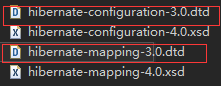 hibernate-configuration-3.0.dtd
hibernate-configuration-4.0.xsd
hibernate-mapping-3.0.dtd
hibernate-mapping-4.0.xsd